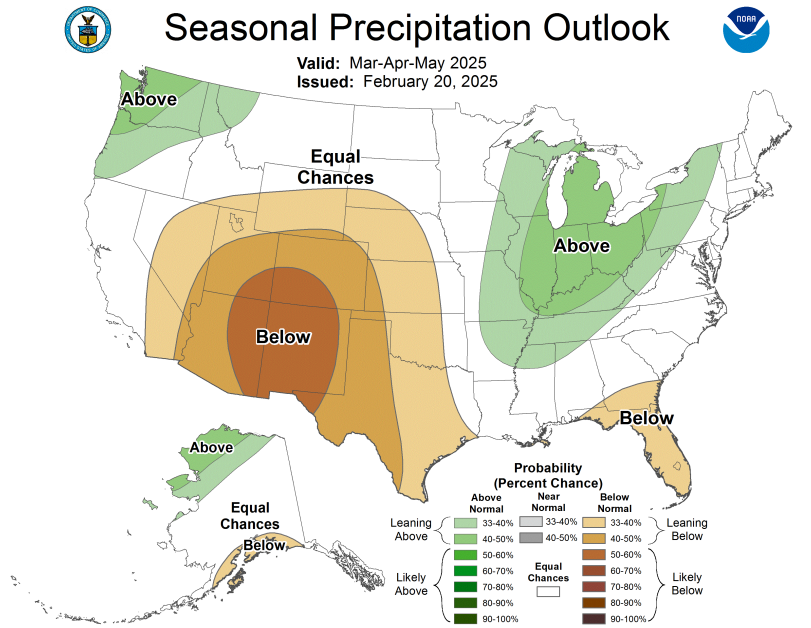 Seasonal Precipitation Outlook
NOAA
Valid: Mar-Apr-May 2025
Issued: February 20, 2025
Above
Equal
Chances
Above
Below
Below
Above
Equal
Chances
Below
Probability
(Percent Chance)
Above
Normal
Near
Normal
Below
Normal
Leaning
Above
33-40%
40-50%
33-40%
40-50%
33-40%
40-50%
Leaning
Below
Likely
Above
50-60%
60-70%
70-80%
80-90%
90-100%
Equal
Chances
50-60%
60-70%
70-80%
80-90%
90-100%
Likely
Below